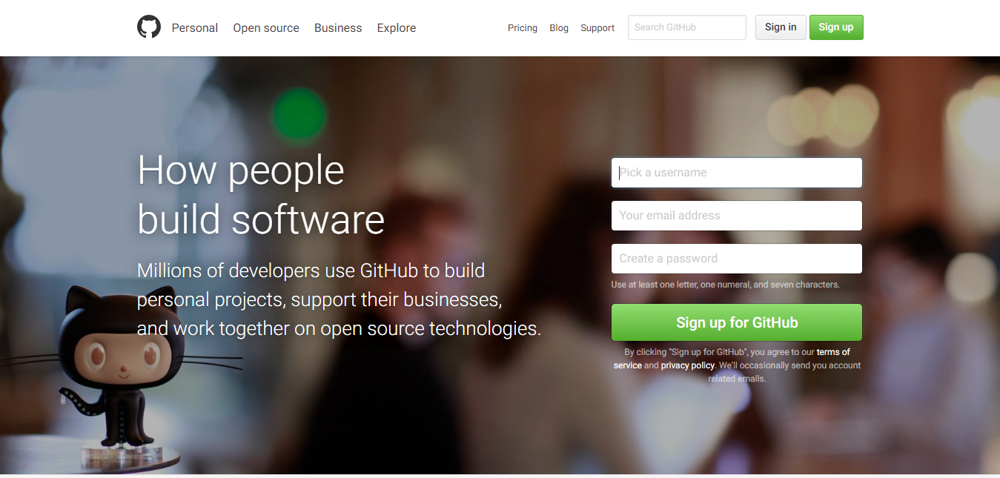 Personal Open source Business Explore Pricing Blog Support Search GitHub Sign in Sign up
How people
build software
Millions of developers use GitHub to build
personal projects, support their businesses,
and work together on open source technologies.
Pick a username
Your email address
Create a password
Use at least one letter, one numeral, and seven characters.
Sign up for GitHub
By clicking "Sign up for GitHub", you agree to our terms of
service and privacy policy. We'll occasionally send you account
related emails.